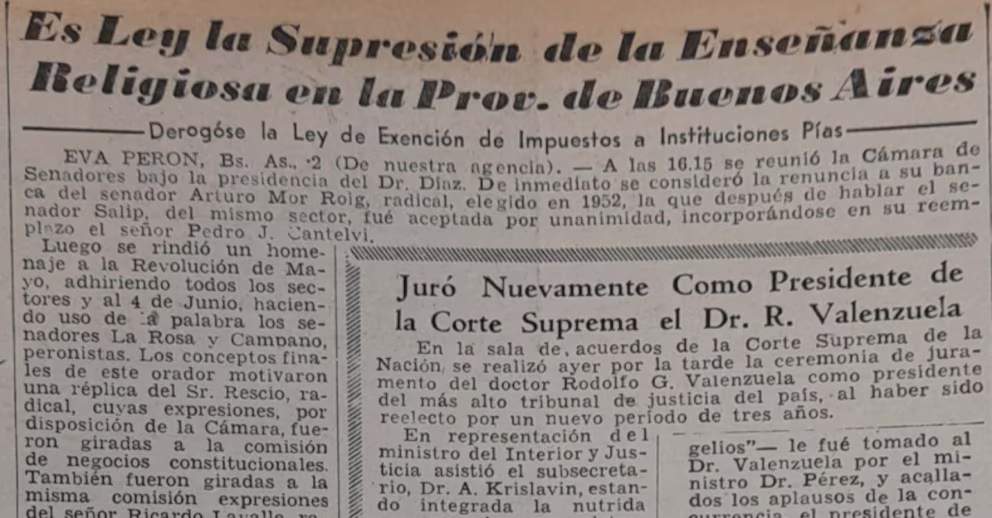 Es Ley la Supresión de la Enseñanza
Religiosa en la Prov. de Buenos Aires
Derogóse la Ley de Exención de Impuestos a Instituciones Pías
EVA PERON, Bs. As., 2 (De nuestra agencia). — A las 16.15 se reunió la Cámara de
Senadores bajo la presidencia del Dr. Díaz. De inmediato se consideró la renuncia a su ban-
ca del senador Arturo Mor Roig, radical, elegido en 1952, la que después de hablar el se-
nador Salip, del mismo sector, fué aceptada por unanimidad, incorporándose en su reem-
plazo el señor Pedro J. Cantelvi.
Luego se rindió un home-
naje a la Revolución de Ma-
yo, adhiriendo todos los sec-
tores y al 4 de Junio, hacien-
do uso de la palabra los se-
nadores La Rosa y Campano,
peronistas. Los conceptos fina-
les de este orador motivaron
una réplica del Sr. Rescio, ra-
dical, cuyas expresiones, por
disposición de la Cámara, fue-
ron giradas a la comisión
de negocios constitucionales.
También fueron giradas a la
misma comisión expresiones
del señor Ricardo
Juró Nuevamente Como Presidente de
la Corte Suprema el Dr. R. Valenzuela
En la sala de acuerdos de la Corte Suprema de la
Nación, se realizó ayer por la tarde la ceremonia de jura-
mento del doctor Rodolfo G. Valenzuela como presidente
del más alto tribunal de justicia del país, al haber sido
reelecto por un nuevo período de tres años.
En representación del
ministro del Interior y Jus-
ticia asistió el subsecreta-
rio, Dr. A. Krislavin, estan-
do integrada la nutrida
gelios"— le fué tomado al
Dr. Valenzuela por el mi-
nistro Dr. Pérez, y acalla-
dos los aplausos de la con-
currencia, el presidente de